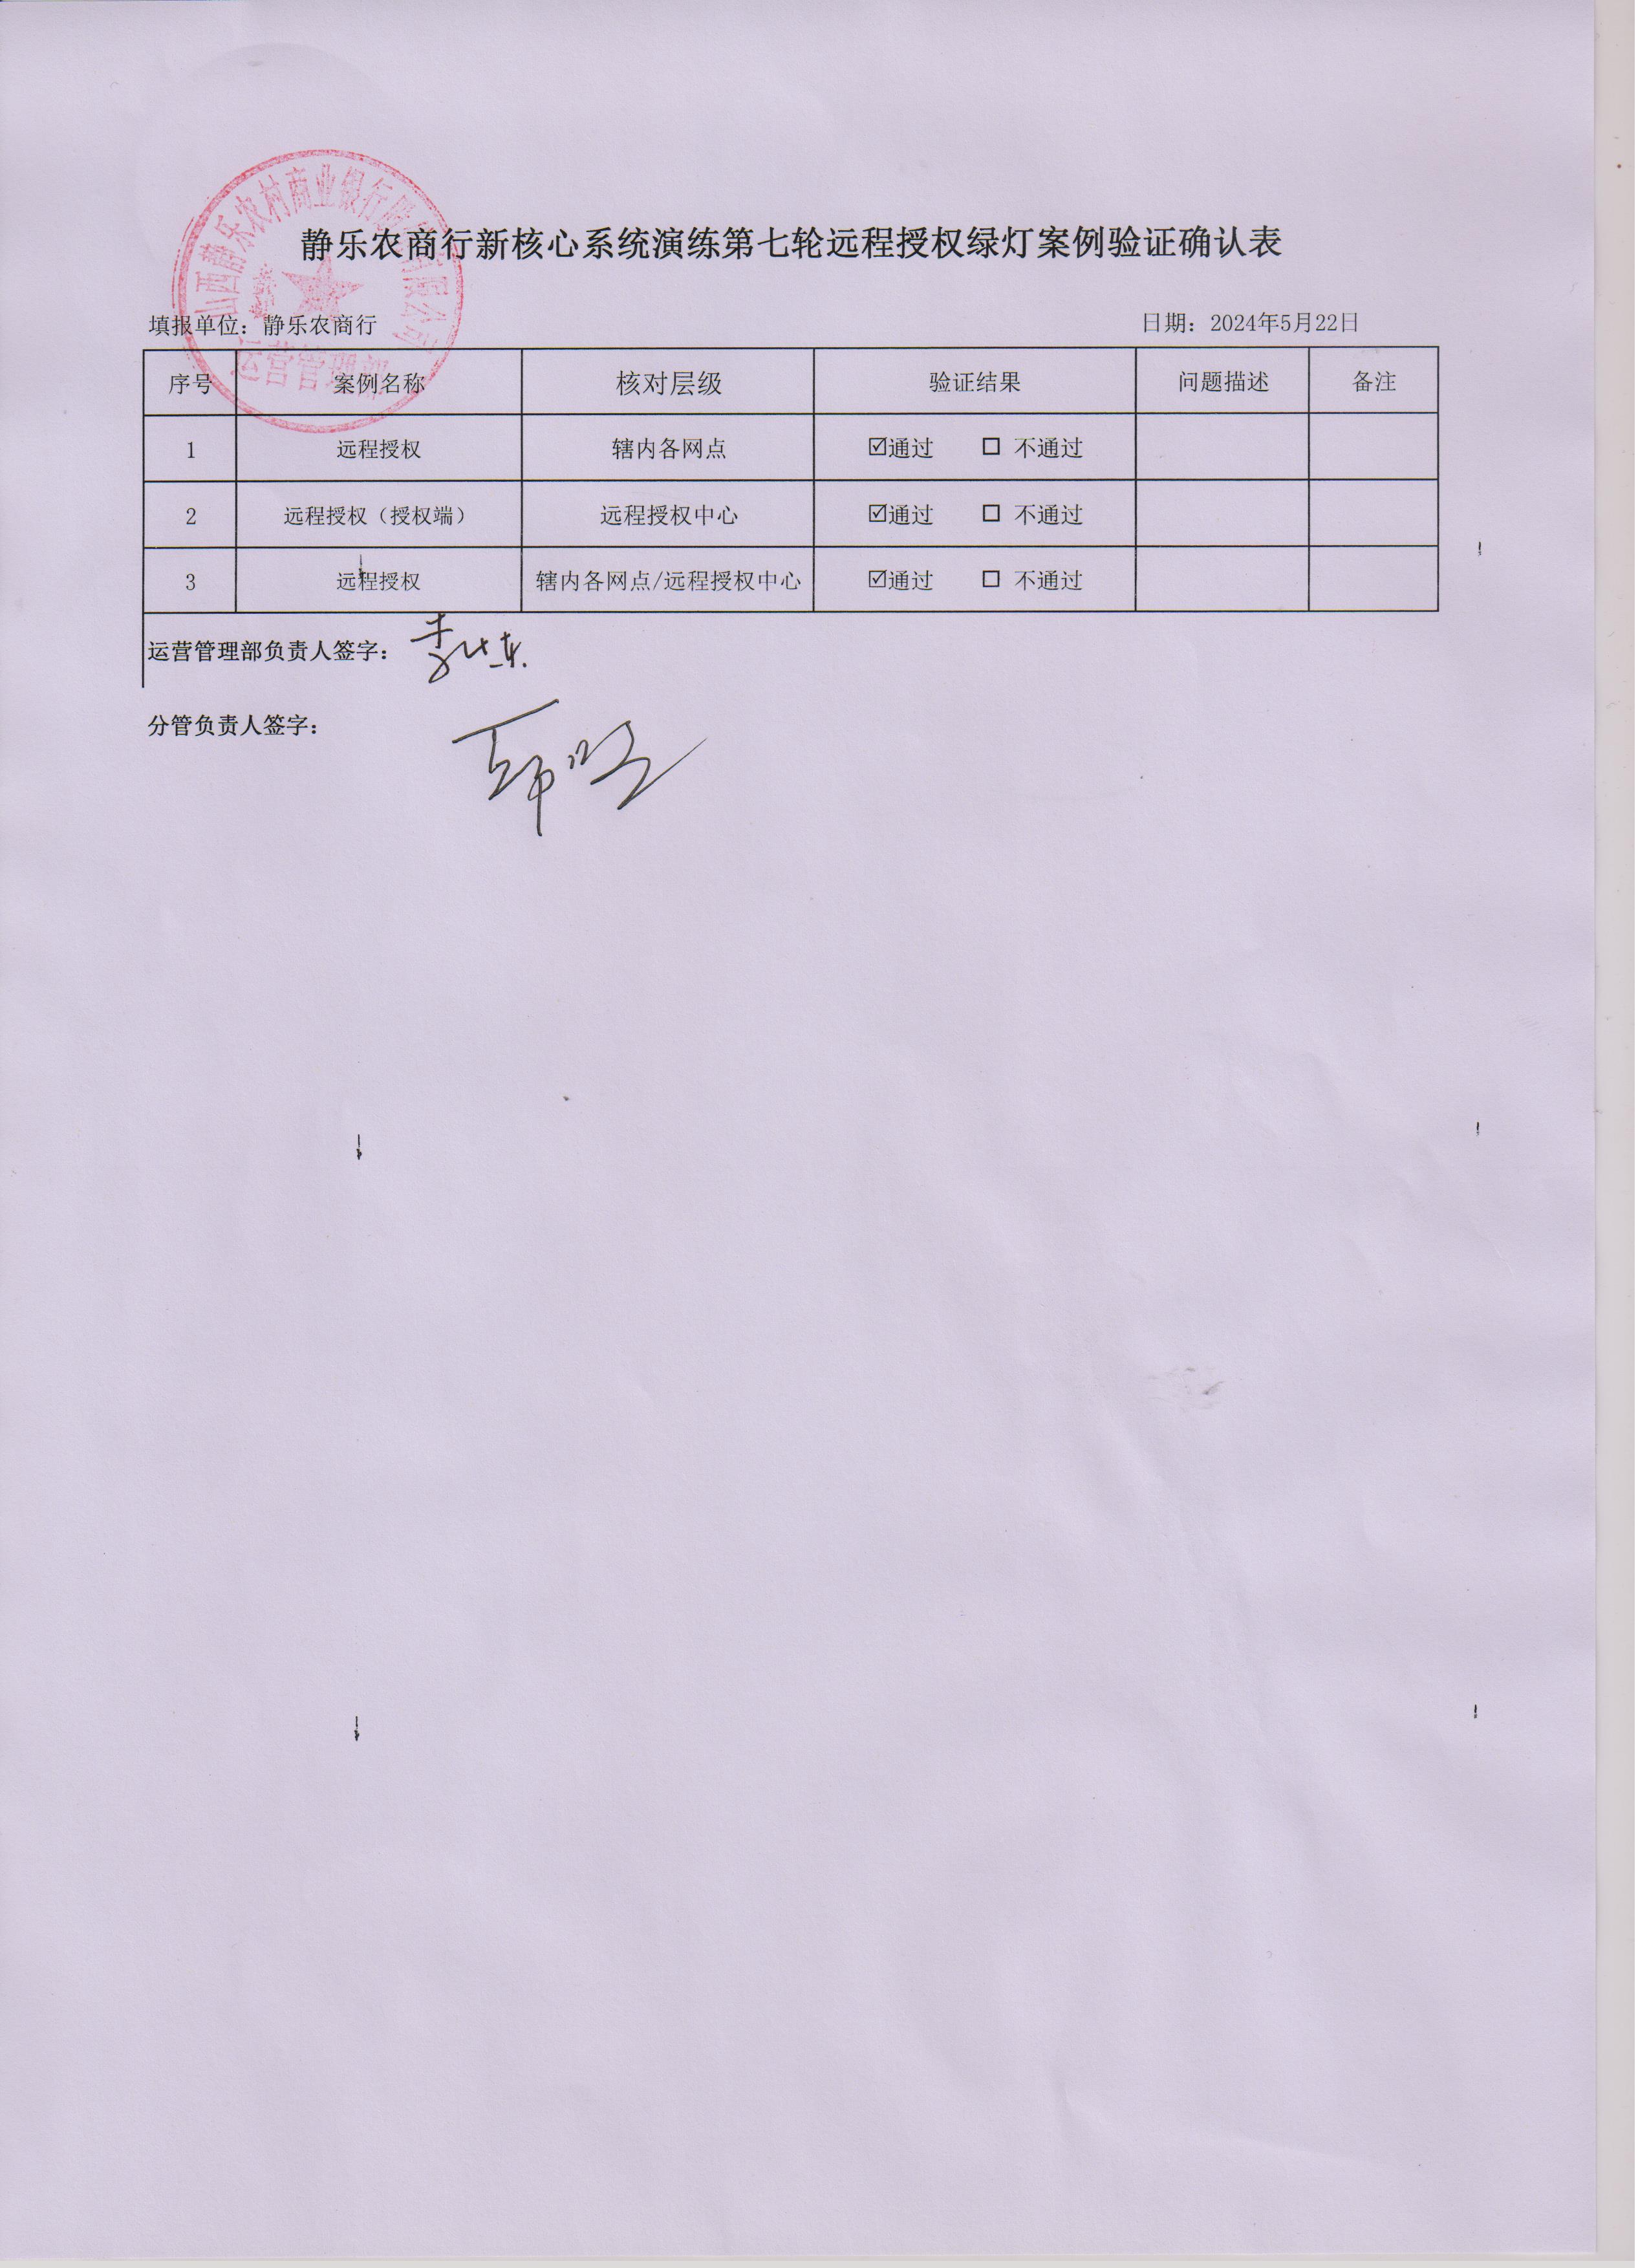 山西静乐农村商业银行股份有限公司
运营管理部
静乐农商行新核心系统演练第七轮远程授权绿灯案例验证确认表
填报单位：静乐农商行 日期：2024年5月22日
序号 案例名称 核对层级 验证结果 问题描述 备注
1 远程授权 辖内各网点 ☑通过 □ 不通过
2 远程授权（授权端） 远程授权中心 ☑通过 □ 不通过
3 远程授权 辖内各网点/远程授权中心 ☑通过 □ 不通过
运营管理部负责人签字：
分管负责人签字：